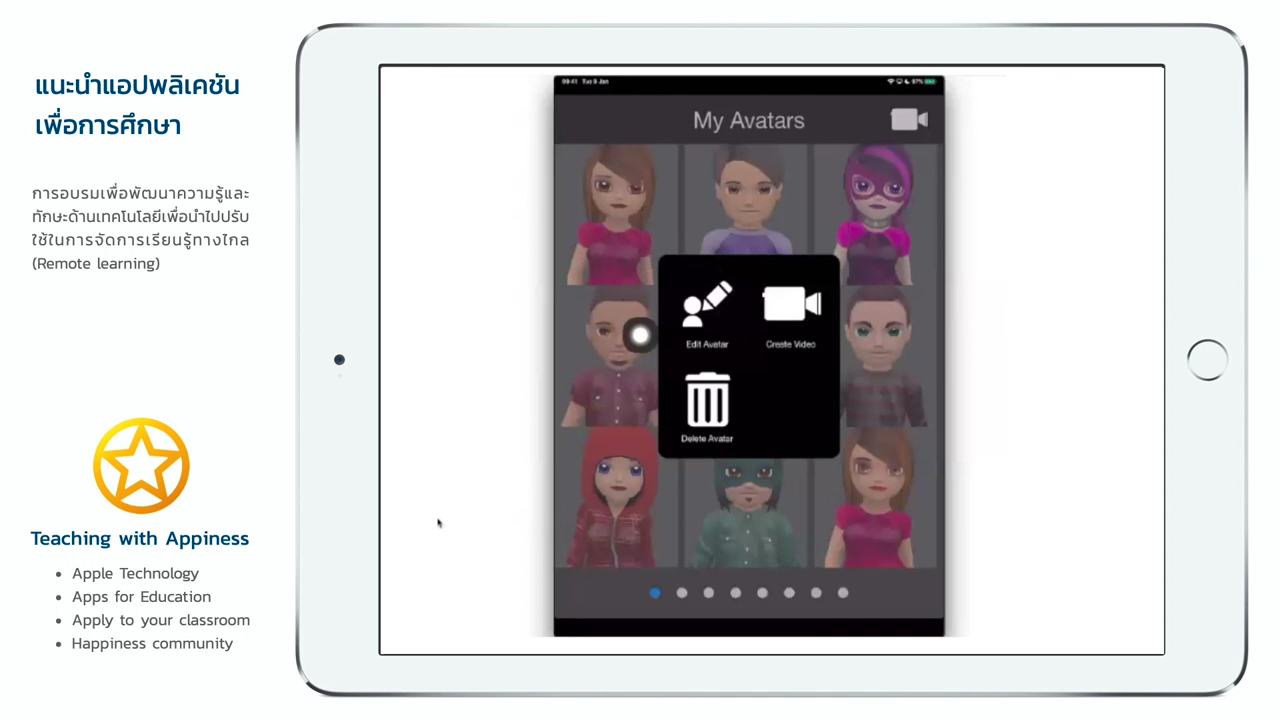 แนะนำแอปพลิเคชัน
เพื่อการศึกษา
การอบรมเพื่อพัฒนาความรู้และ
ทักษะด้านเทคโนโลยีเพื่อนำไปปรับ
ใช้ในการจัดการเรียนรู้ทางไกล
(Remote learning)
Teaching with Appiness
Apple Technology
Apps for Education
Apply to your classroom
Happiness community
09:41 Tue 9 Jan
97%
My Avatars
Edit Avatar
Create Video
Delete Avatar